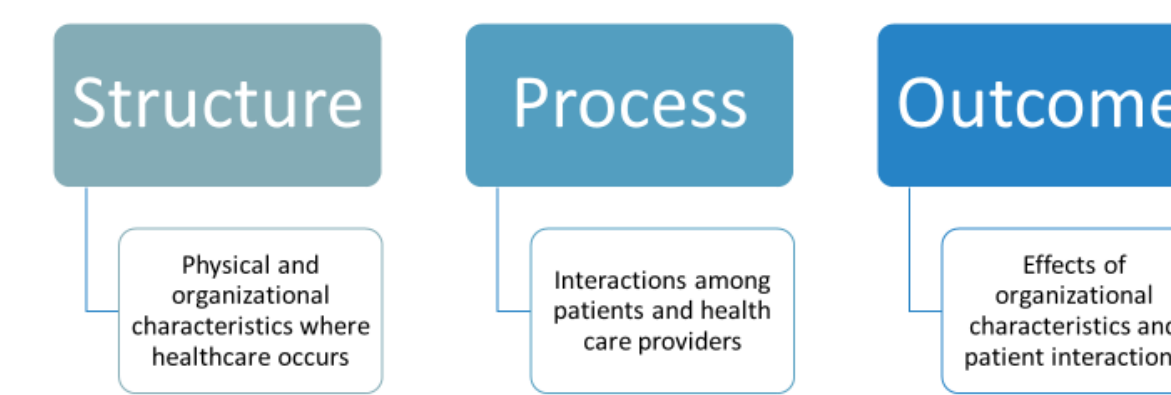 Structure
Physical and
organizational
characteristics where
healthcare occurs
Process
Interactions among
patients and health
care providers
Outcome
Effects of
organizational
characteristics and
patient interaction